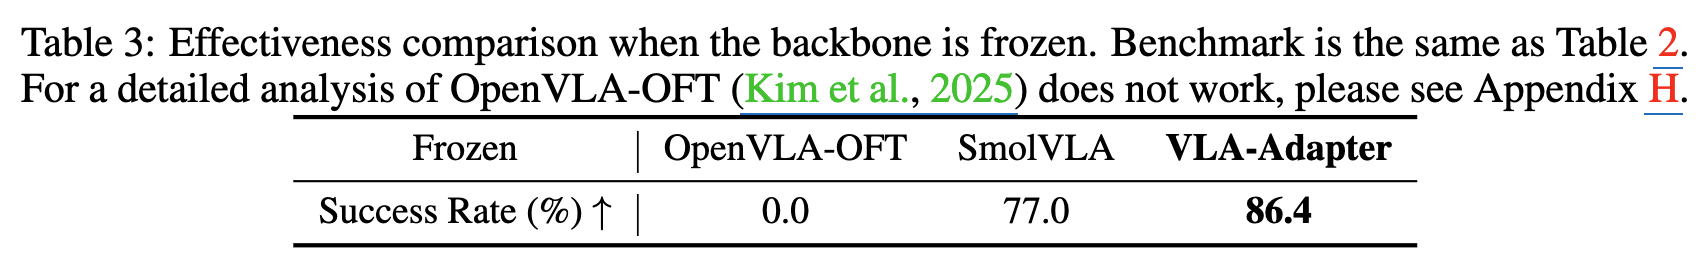 Table 3: Effectiveness comparison when the backbone is frozen. Benchmark is the same as Table 2.
For a detailed analysis of OpenVLA-OFT (Kim et al., 2025) does not work, please see Appendix H.
Frozen | OpenVLA-OFT SmolVLA VLA-Adapter
Success Rate (%) ↑ | 0.0 77.0 86.4